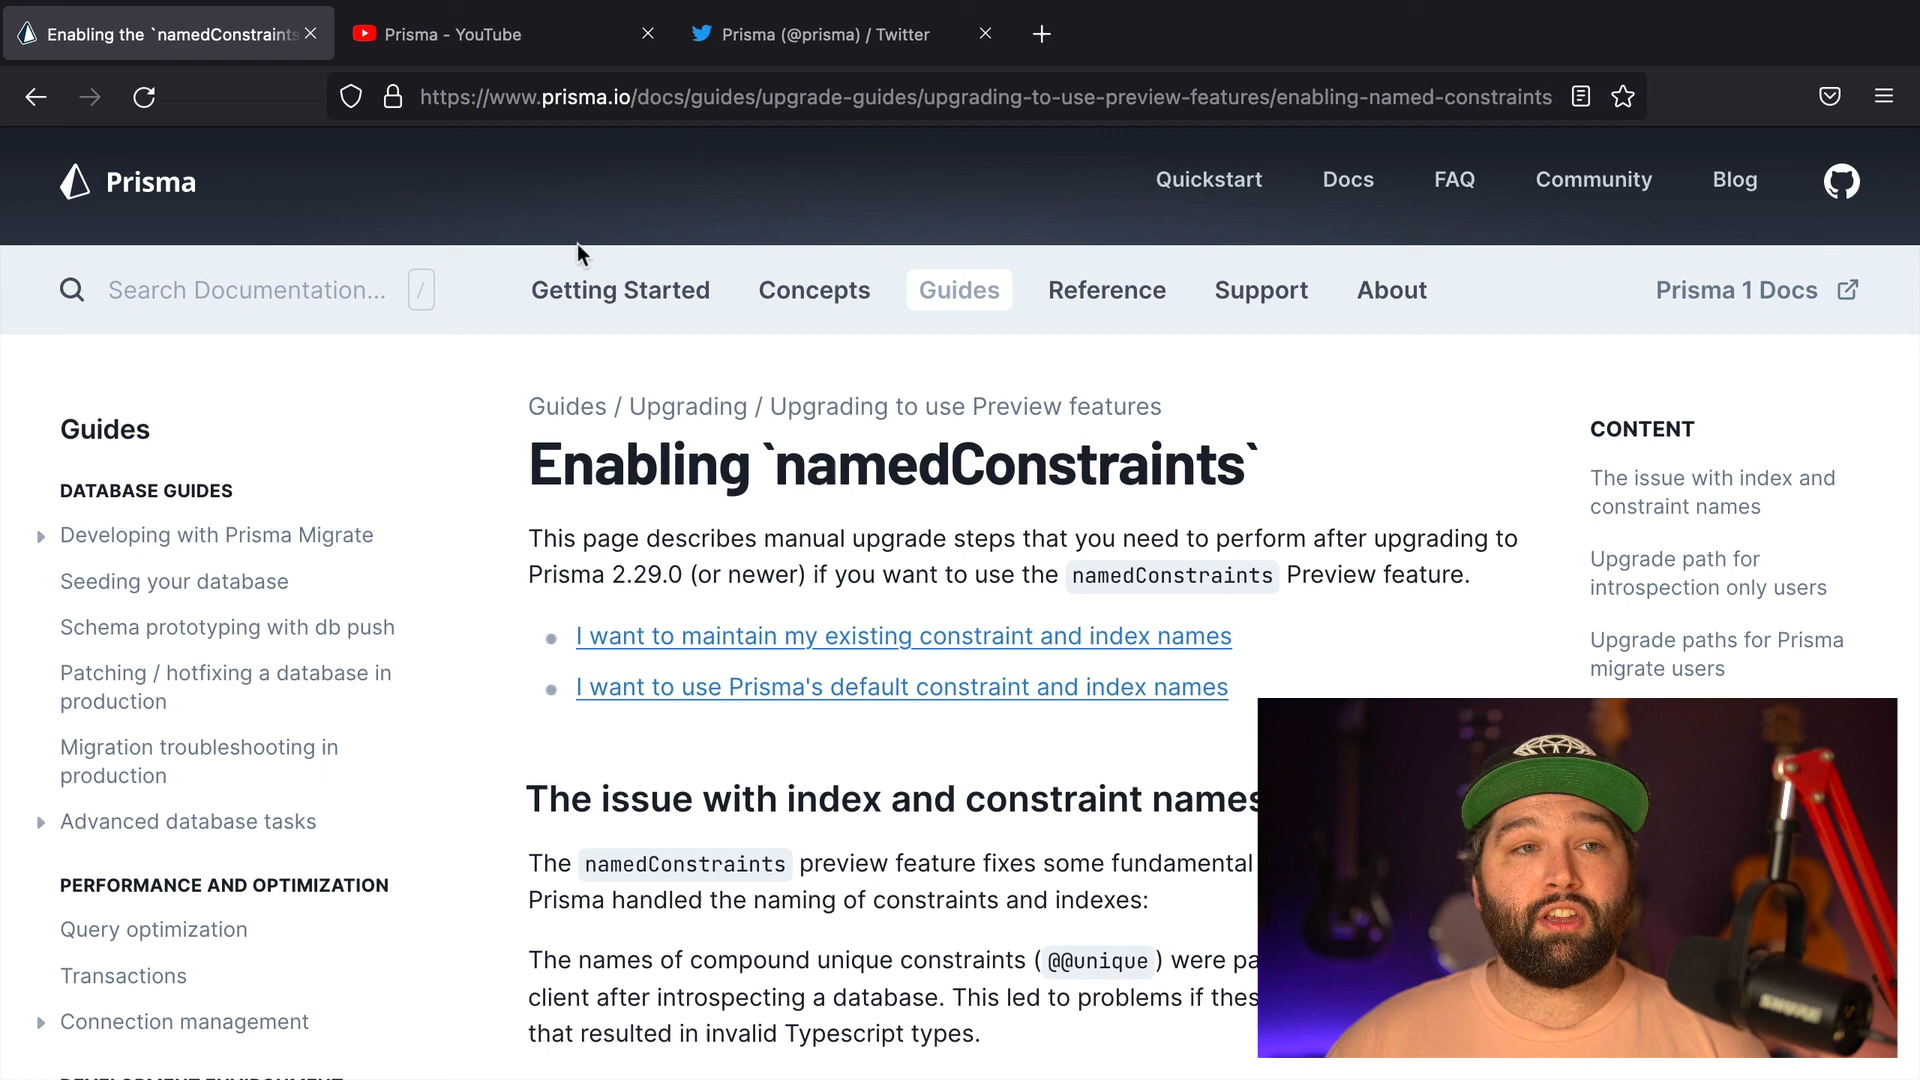 Enabling the `namedConstraints
Prisma - YouTube
Prisma (@prisma) / Twitter
https://www.prisma.io/docs/guides/upgrade-guides/upgrading-to-use-preview-features/enabling-named-constraints
Prisma
Quickstart
Docs
FAQ
Community
Blog
Search Documentation...
/
Getting Started
Concepts
Guides
Reference
Support
About
Prisma 1 Docs
Guides
DATABASE GUIDES
Developing with Prisma Migrate
Seeding your database
Schema prototyping with db push
Patching / hotfixing a database in
production
Migration troubleshooting in
production
Advanced database tasks
PERFORMANCE AND OPTIMIZATION
Query optimization
Transactions
Connection management
Guides / Upgrading / Upgrading to use Preview features
Enabling `namedConstraints`
This page describes manual upgrade steps that you need to perform after upgrading to
Prisma 2.29.0 (or newer) if you want to use the namedConstraints Preview feature.
I want to maintain my existing constraint and index names
I want to use Prisma's default constraint and index names
The issue with index and constraint names
The namedConstraints preview feature fixes some fundamental
Prisma handled the naming of constraints and indexes:
The names of compound unique constraints (@@unique) were pa
client after introspecting a database. This led to problems if thes
that resulted in invalid Typescript types.
CONTENT
The issue with index and
constraint names
Upgrade path for
introspection only users
Upgrade paths for Prisma
migrate users
SHURE